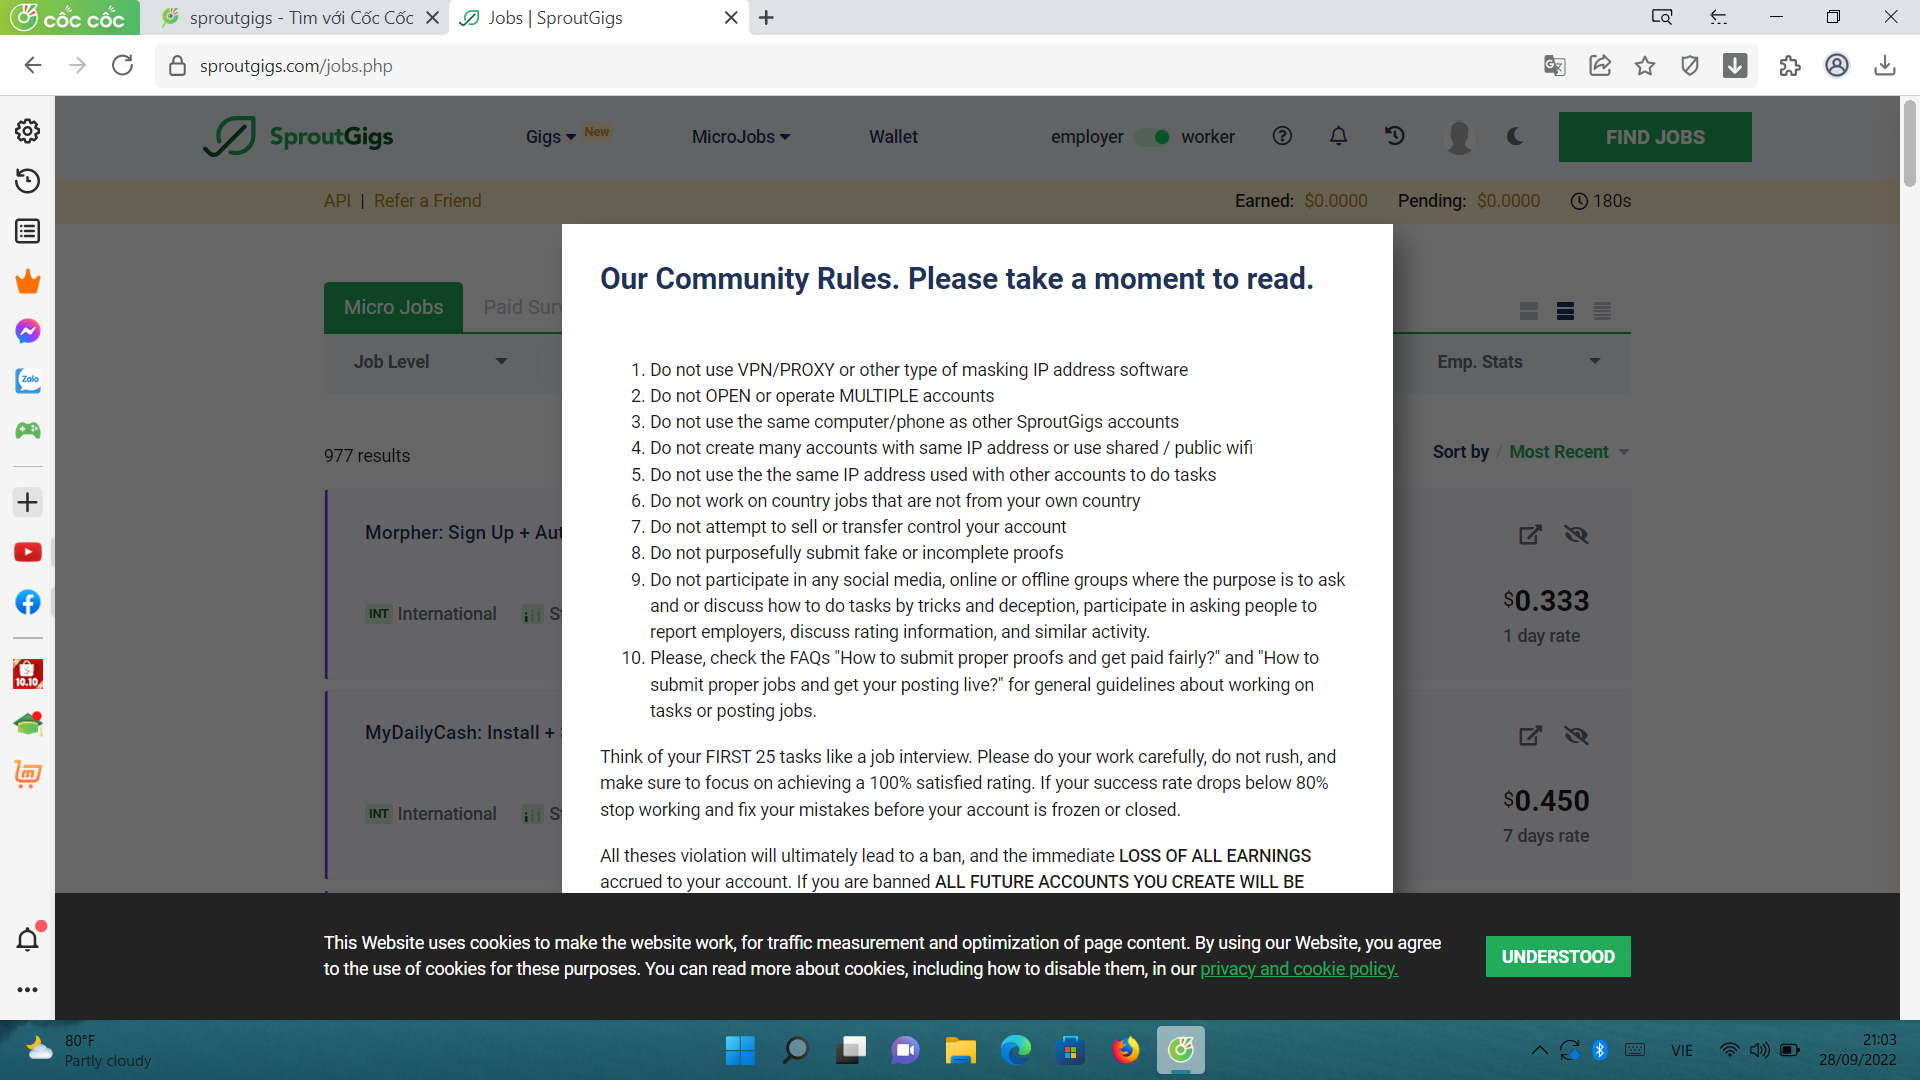 cốc cốc
sproutgigs - Tìm với Cốc Cốc
Jobs | SproutGigs
sproutgigs.com/jobs.php
SproutGigs
Gigs New
MicroJobs
Wallet
employer worker
FIND JOBS
API | Refer a Friend
Earned: $0.0000 Pending: $0.0000 180s
Our Community Rules. Please take a moment to read.
Micro Jobs
Paid Sur
Job Level
Emp. Stats
1. Do not use VPN/PROXY or other type of masking IP address software
2. Do not OPEN or operate MULTIPLE accounts
3. Do not use the same computer/phone as other SproutGigs accounts
4. Do not create many accounts with same IP address or use shared / public wifi
5. Do not use the the same IP address used with other accounts to do tasks
6. Do not work on country jobs that are not from your own country
7. Do not attempt to sell or transfer control your account
8. Do not purposefully submit fake or incomplete proofs
9. Do not participate in any social media, online or offline groups where the purpose is to ask
and or discuss how to do tasks by tricks and deception, participate in asking people to
report employers, discuss rating information, and similar activity.
10. Please, check the FAQs "How to submit proper proofs and get paid fairly?" and "How to
submit proper jobs and get your posting live?" for general guidelines about working on
tasks or posting jobs.
Think of your FIRST 25 tasks like a job interview. Please do your work carefully, do not rush, and
make sure to focus on achieving a 100% satisfied rating. If your success rate drops below 80%
stop working and fix your mistakes before your account is frozen or closed.
All theses violation will ultimately lead to a ban, and the immediate LOSS OF ALL EARNINGS
accrued to your account. If you are banned ALL FUTURE ACCOUNTS YOU CREATE WILL BE
977 results
Sort by / Most Recent
Morpher: Sign Up + Aut
INT International
$0.333
1 day rate
MyDailyCash: Install +
INT International
$0.450
7 days rate
Zalo
10.10
This Website uses cookies to make the website work, for traffic measurement and optimization of page content. By using our Website, you agree
to the use of cookies for these purposes. You can read more about cookies, including how to disable them, in our privacy and cookie policy.
UNDERSTOOD
80°F
Partly cloudy
VIE
21:03
28/09/2022